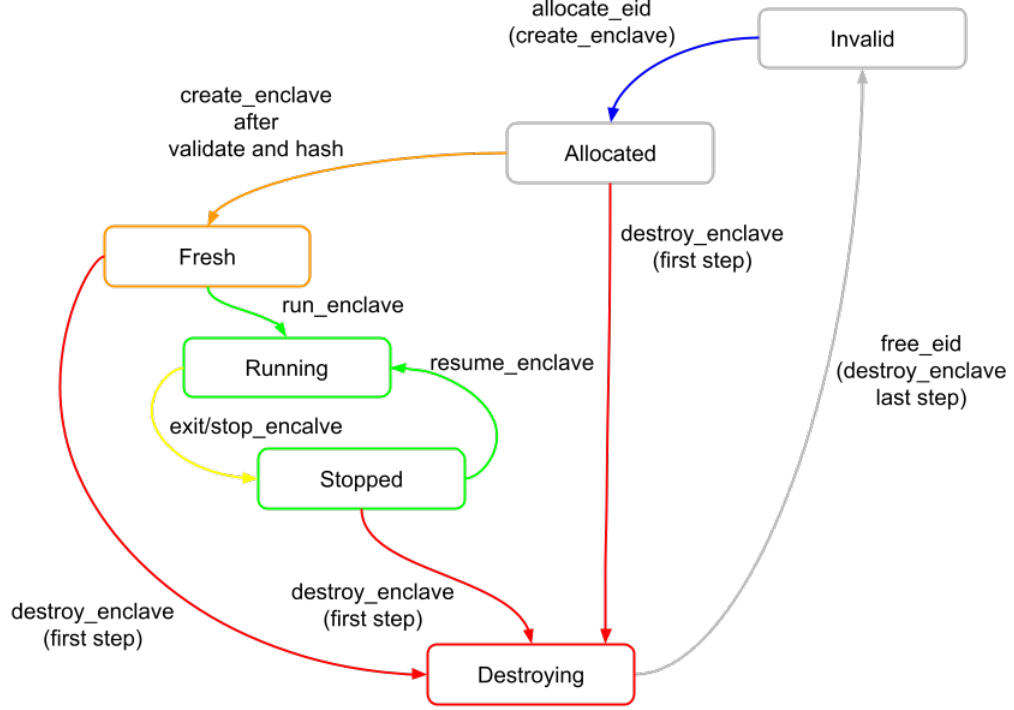 allocate_eid
(create_enclave)
Invalid
create_enclave
after
validate and hash
Allocated
destroy_enclave
(first step)
Fresh
run_enclave
free_eid
(destroy_enclave
last step)
Running
resume_enclave
exit/stop_encalve
Stopped
destroy_enclave
(first step)
destroy_enclave
(first step)
Destroying